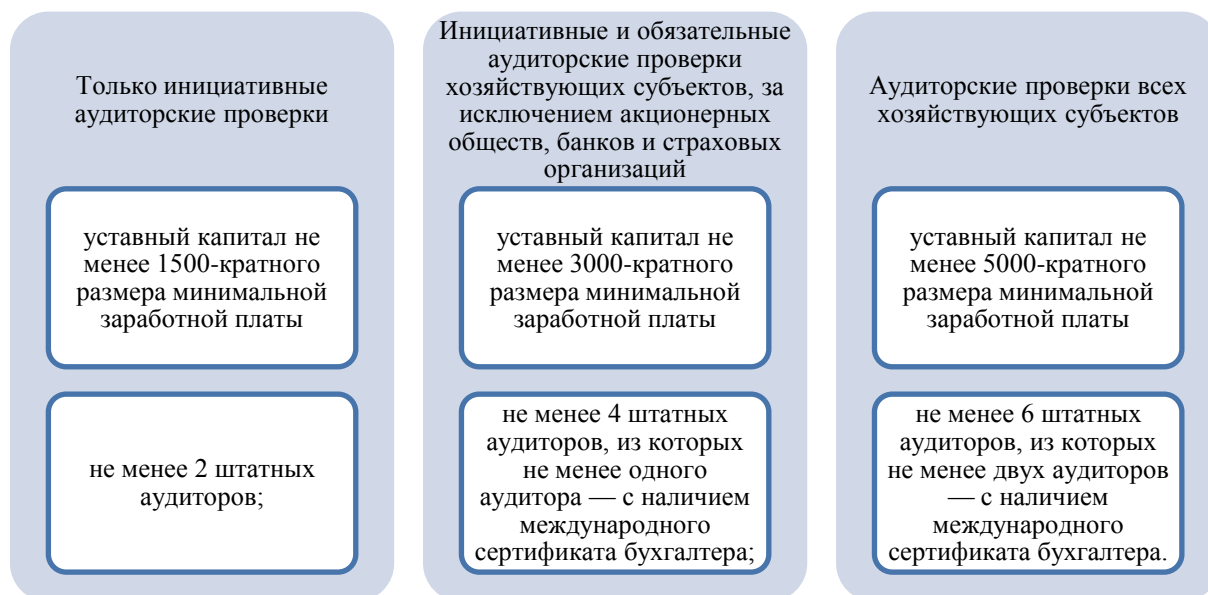 Только инициативные
аудиторские проверки
уставный капитал не
менее 1500-кратного
размера минимальной
заработной платы
не менее 2 штатных
аудиторов;
Инициативные и обязательные
аудиторские проверки
хозяйствующих субъектов, за
исключением акционерных
обществ, банков и страховых
организаций
уставный капитал не
менее 3000-кратного
размера минимальной
заработной платы
не менее 4 штатных
аудиторов, из которых
не менее одного
аудитора — с наличием
международного
сертификата бухгалтера;
Аудиторские проверки всех
хозяйствующих субъектов
уставный капитал не
менее 5000-кратного
размера минимальной
заработной платы
не менее 6 штатных
аудиторов, из которых
не менее двух аудиторов
— с наличием
международного
сертификата бухгалтера.